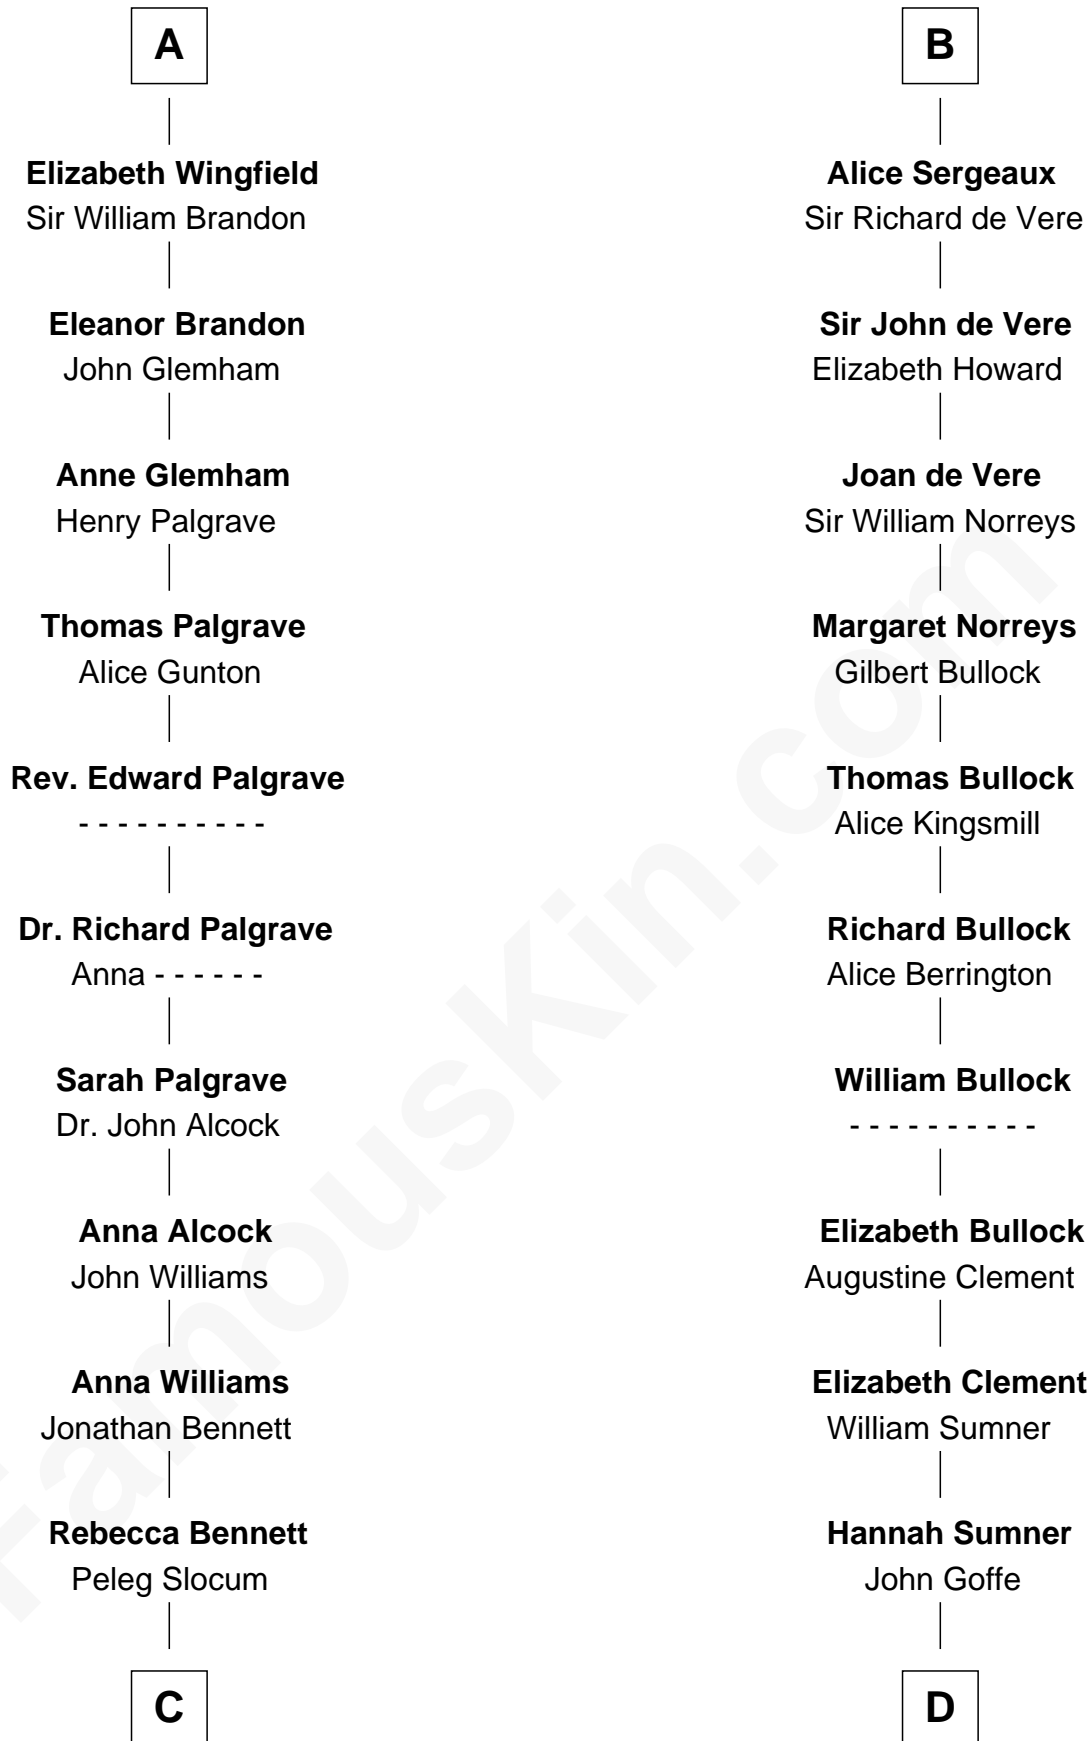 A
Elizabeth Wingfield
Sir William Brandon
Eleanor Brandon
John Glemham
Anne Glemham
Henry Palgrave
Thomas Palgrave
Alice Gunton
Rev. Edward Palgrave
- - - - - - - - - -
Dr. Richard Palgrave
Anna - - - - - -
Sarah Palgrave
Dr. John Alcock
Anna Alcock
John Williams
Anna Williams
Jonathan Bennett
Rebecca Bennett
Peleg Slocum
C
B
Alice Sergeaux
Sir Richard de Vere
Sir John de Vere
Elizabeth Howard
Joan de Vere
Sir William Norreys
Margaret Norreys
Gilbert Bullock
Thomas Bullock
Alice Kingsmill
Richard Bullock
Alice Berrington
William Bullock
- - - - - - - - - -
Elizabeth Bullock
Augustine Clement
Elizabeth Clement
William Sumner
Hannah Sumner
John Goffe
D
FamousKin.com